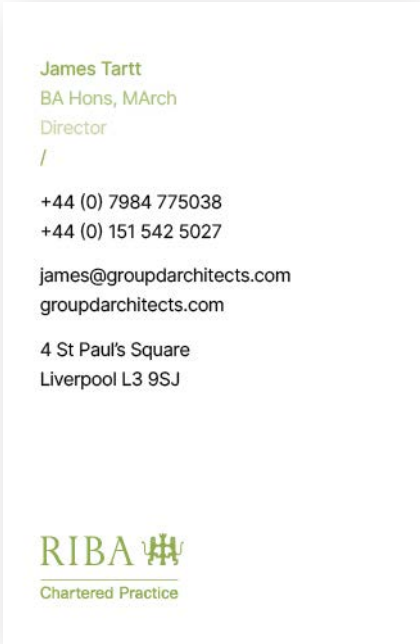 James Tartt
BA Hons, MArch
Director
/
+44 (0) 7984 775038
+44 (0) 151 542 5027
james@groupdarchitects.com
groupdarchitects.com
4 St Paul's Square
Liverpool L3 9SJ
RIBA
Chartered Practice